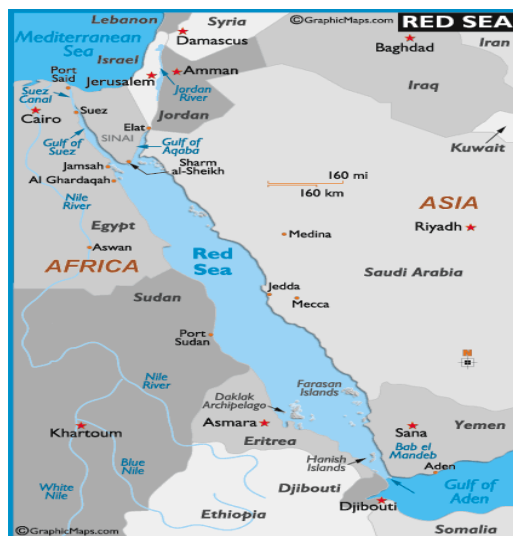 Lebanon
Syria
©GraphicMaps.com
RED SEA
Mediterranean
Sea
Damascus
Baghdad
Iran
Israel
Port
Said
Jerusalem
Amman
Iraq
Suez
Canal
Jordan
River
Cairo
Suez
Jordan
Elat
SINAI
Kuwait
Gulf of
Suez
Gulf of
Aqaba
Jamsah
Sharm
al-Sheikh
160 mi
160 km
Al Ghardaqah
Nile
River
ASIA
Egypt
Medina
Riyadh
Aswan
Red
Sea
AFRICA
Saudi Arabia
Sudan
Jedda
Mecca
Port
Sudan
N
Nile
River
Farasan
Islands
Daklak
Archipelago
Khartoum
Asmara
Sana
Yemen
Eritrea
Bab el
Mandeb
Hanish
Islands
Aden
Blue
Nile
White
Nile
Djibouti
Gulf of
Aden
Djibouti
Ethiopia
Somalia
©GraphicMaps.com